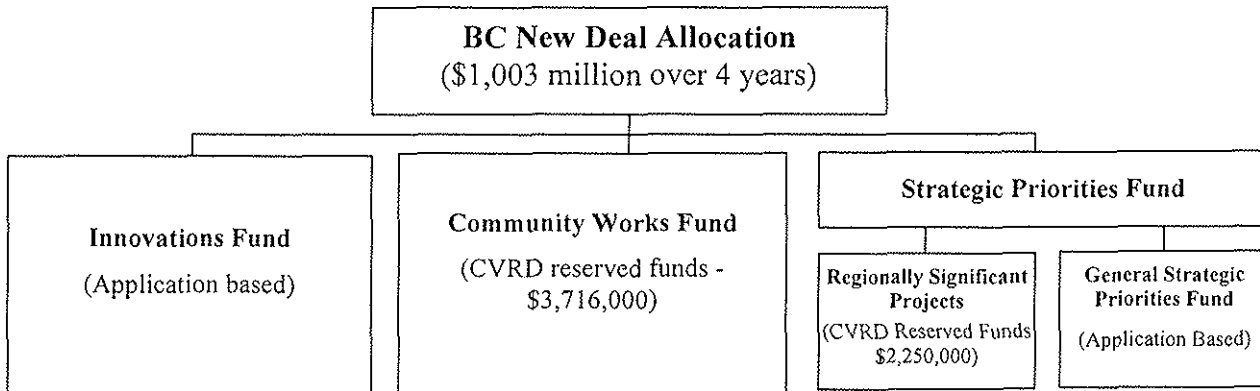 BC New Deal Allocation
($1,003 million over 4 years)
Innovations Fund
(Application based)
Community Works Fund
(CVRD reserved funds -
$3,716,000)
Strategic Priorities Fund
Regionally Significant
Projects
(CVRD Reserved Funds
$2,250,000)
General Strategic
Priorities Fund
(Application Based)